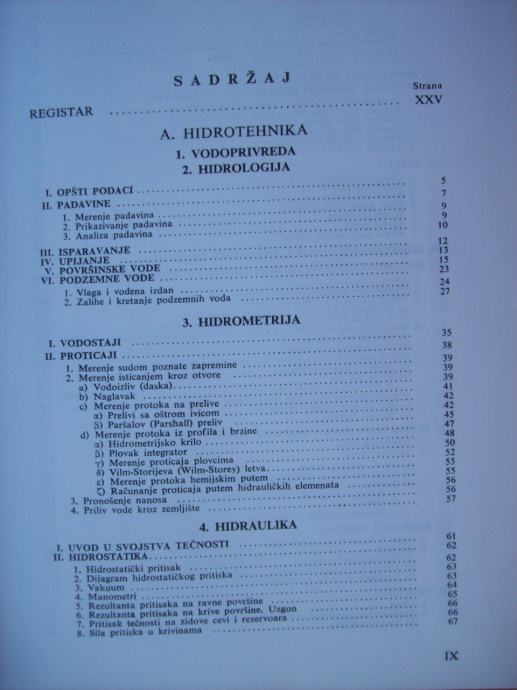 SADRŽAJ
Strana
REGISTAR ........ XXV
A. HIDROTEHNIKA
1. VODOPRIVREDA
2. HIDROLOGIJA
I. OPŠTI PODACI ........ 5
II. PADAVINE ........ 7
1. Merenje padavina ........ 9
2. Prikazivanje padavina ........ 9
3. Analiza padavina ........ 10
III. ISPARAVANJE ........ 12
IV. UPIJANJE ........ 13
V. POVRŠINSKE VODE ........ 15
VI. PODZEMNE VODE ........ 23
1. Vlaga i vodena izdan ........ 24
2. Zalihe i kretanje podzemnih voda ........ 27
3. HIDROMETRIJA
I. VODOSTAJI ........ 35
II. PROTICAJI ........ 38
1. Merenje sudom poznate zapremine ........ 39
2. Merenje isticanjem kroz otvore ........ 39
a) Vodoizliv (daska) ........ 39
b) Naglavak ........ 41
c) Merenje protoka na prelive ........ 42
α) Prelivi sa oštrom ivicom ........ 42
β) Paršalov (Parshall) preliv ........ 45
d) Merenje protoka iz profila i brzine ........ 47
α) Hidrometrijsko krilo ........ 48
β) Plovak integrator ........ 50
γ) Merenje proticaja plovcima ........ 52
δ) Vilm-Storijeva (Wilm-Storey) letva ........ 55
ε) Merenje protoka hemijskim putem ........ 55
ζ) Računanje proticaja putem hidrauličkih elemenata ........ 56
3. Pronošenje nanosa ........ 56
4. Priliv vode kroz zemljište ........ 57
4. HIDRAULIKA
I. UVOD U SVOJSTVA TEČNOSTI ........ 61
II. HIDROSTATIKA ........ 62
1. Hidrostatički pritisak ........ 62
2. Dijagram hidrostatičkog pritiska ........ 63
3. Vakuum ........ 63
4. Manometri ........ 64
5. Rezultanta pritisaka na ravne površine ........ 65
6. Rezultanta pritisaka na krive površine. Uzgon ........ 66
7. Pritisak tečnosti na zidove cevi i rezervoara ........ 66
8. Sila pritiska u krivinama ........ 67
IX